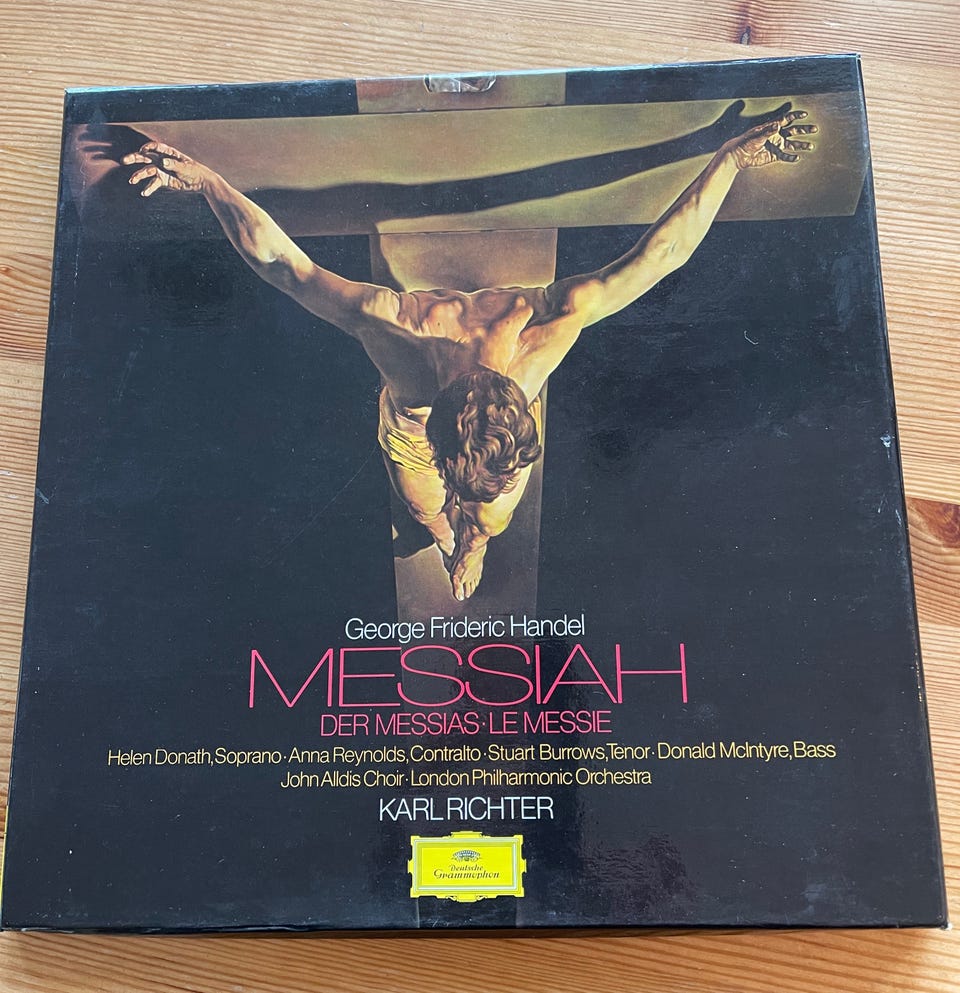 George Frideric Handel
MESSIAH
DER MESSIAS · LE MESSIE
Helen Donath, Soprano · Anna Reynolds, Contralto · Stuart Burrows, Tenor · Donald McIntyre, Bass
John Alldis Choir · London Philharmonic Orchestra
KARL RICHTER
Deutsche
Grammophon